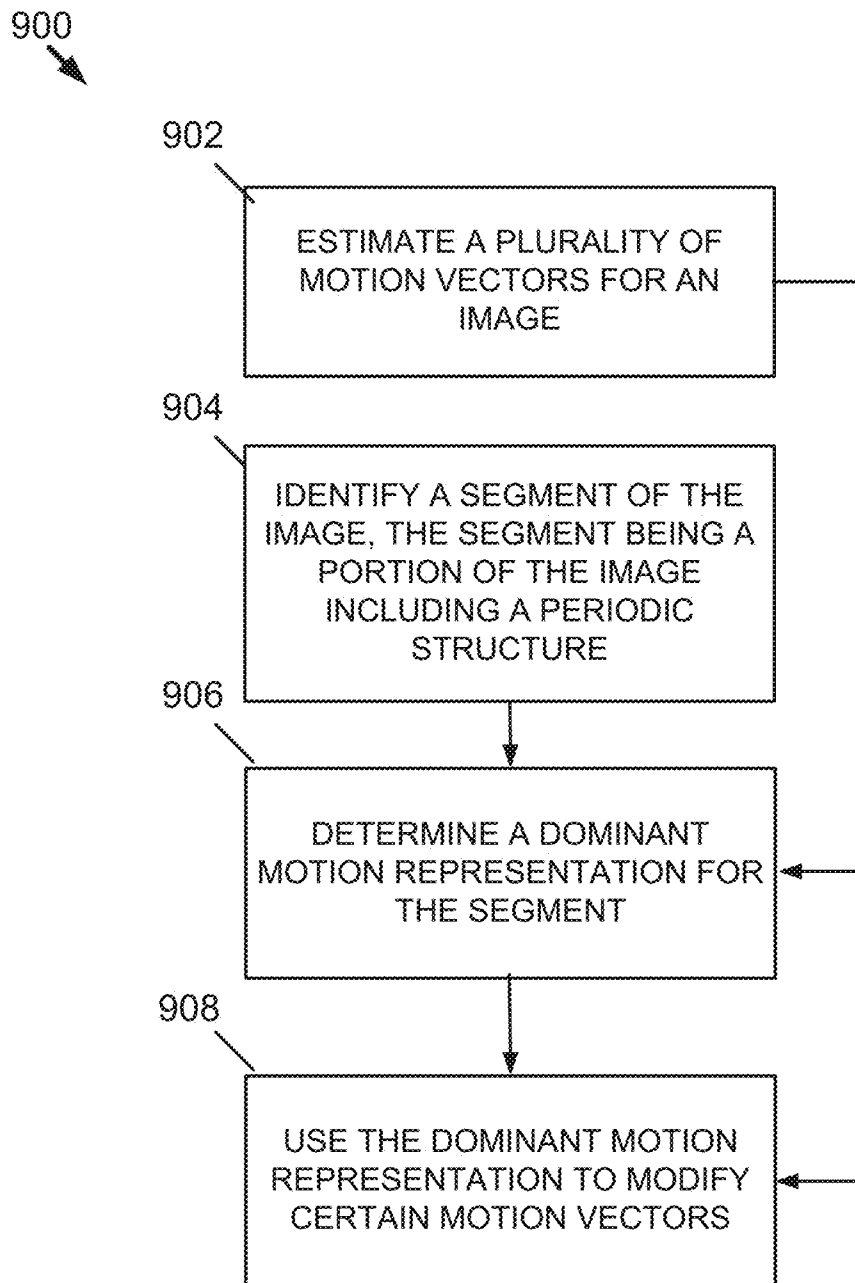 900
902
ESTIMATE A PLURALITY OF
MOTION VECTORS FOR AN
IMAGE
904
IDENTIFY A SEGMENT OF THE
IMAGE, THE SEGMENT BEING A
PORTION OF THE IMAGE
INCLUDING A PERIODIC
STRUCTURE
906
DETERMINE A DOMINANT
MOTION REPRESENTATION FOR
THE SEGMENT
908
USE THE DOMINANT MOTION
REPRESENTATION TO MODIFY
CERTAIN MOTION VECTORS